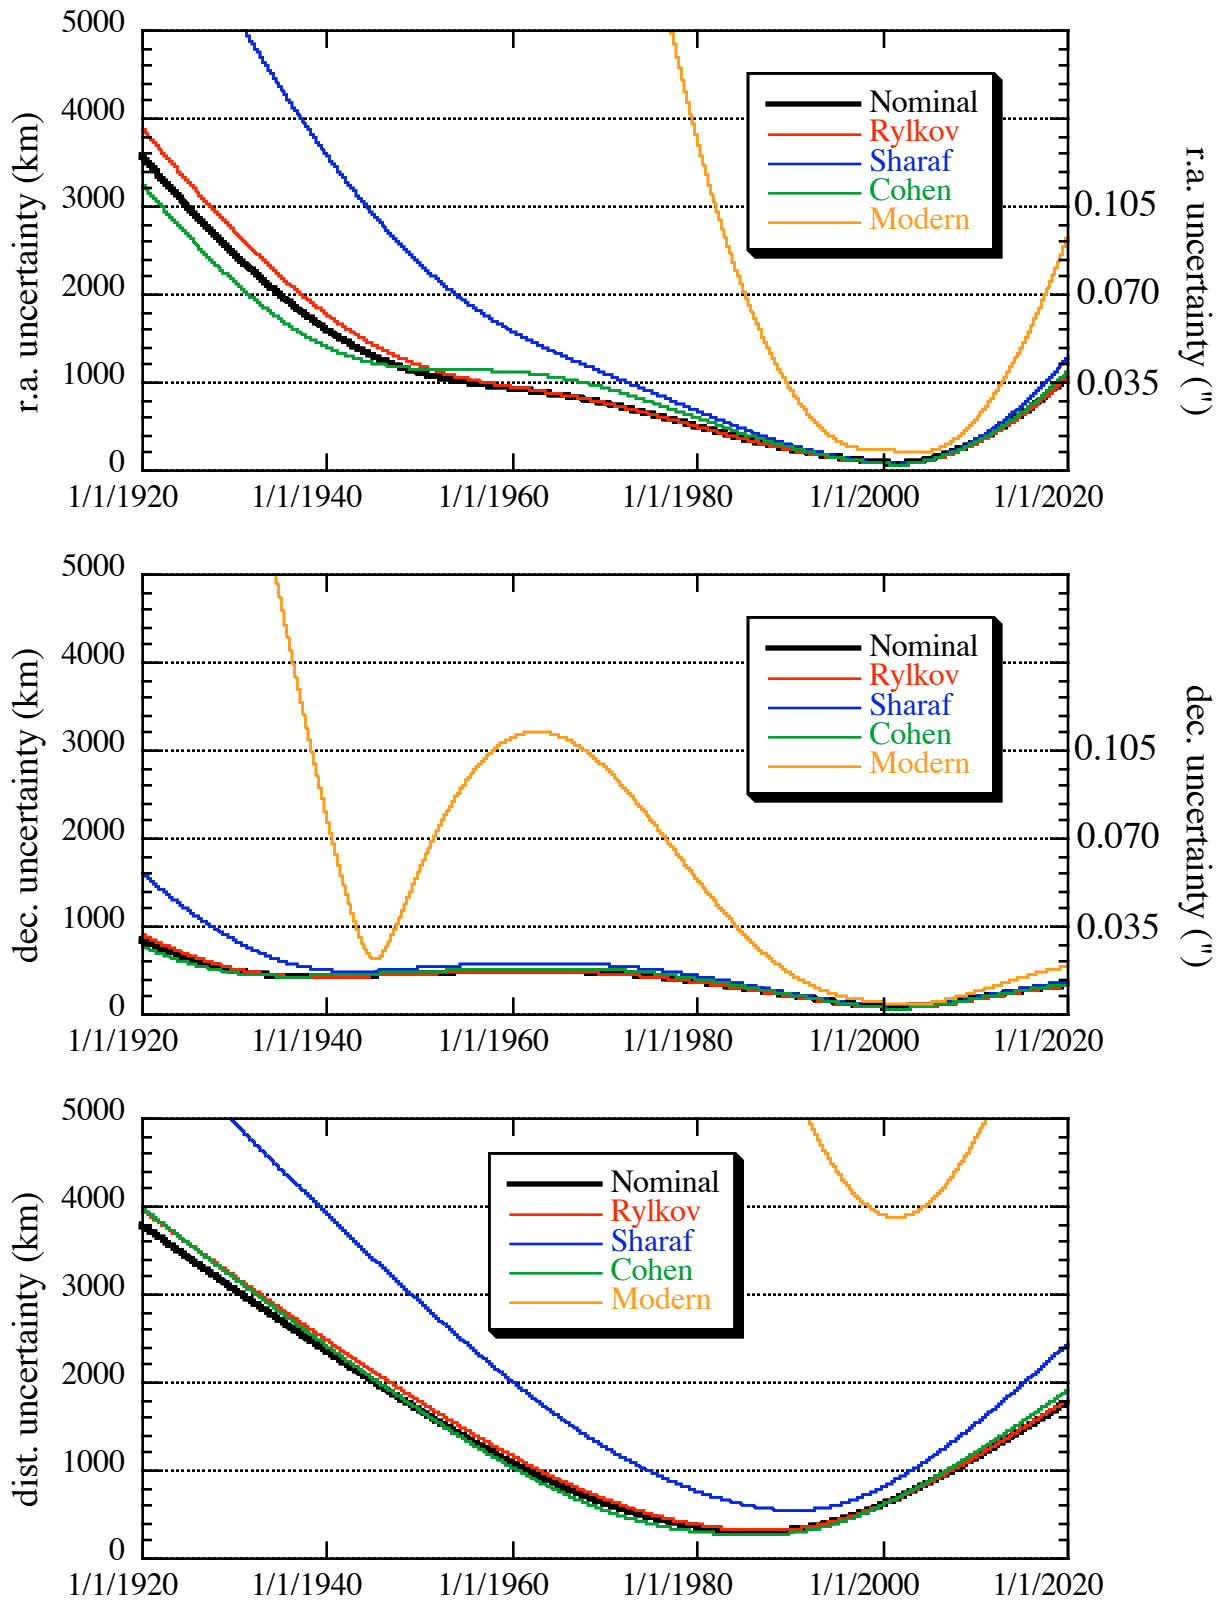 r.a. uncertainty (km)
5000
4000
3000
2000
1000
0
Nominal
Rylkov
Sharaf
Cohen
Modern
0.105
0.070
0.035
r.a. uncertainty (")
1/1/1920 1/1/1940 1/1/1960 1/1/1980 1/1/2000 1/1/2020
dec. uncertainty (km)
5000
4000
3000
2000
1000
0
Nominal
Rylkov
Sharaf
Cohen
Modern
0.105
0.070
0.035
dec. uncertainty (")
1/1/1920 1/1/1940 1/1/1960 1/1/1980 1/1/2000 1/1/2020
dist. uncertainty (km)
5000
4000
3000
2000
1000
0
Nominal
Rylkov
Sharaf
Cohen
Modern
1/1/1920 1/1/1940 1/1/1960 1/1/1980 1/1/2000 1/1/2020